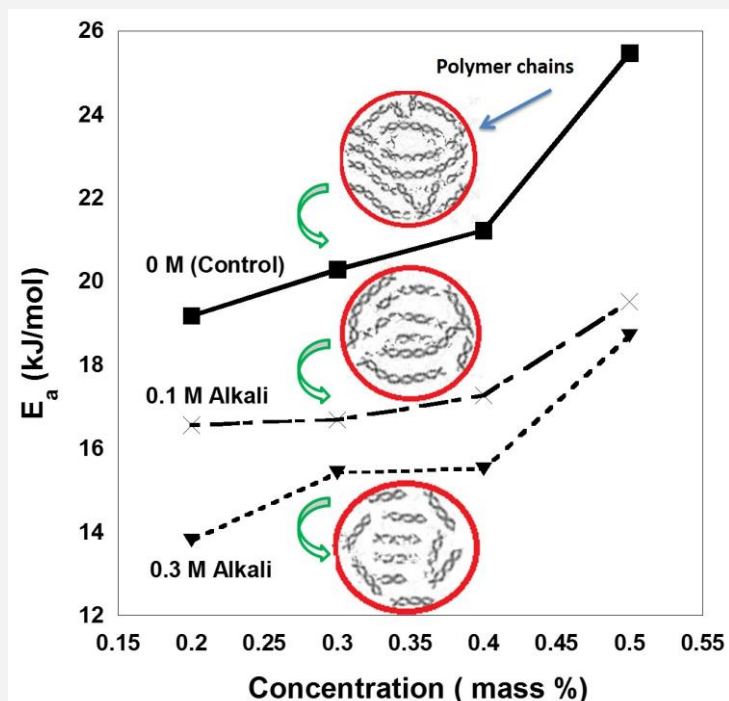 26
24
22
20
18
16
14
12
E_a (kJ/mol)
Polymer chains
0 M (Control)
0.1 M Alkali
0.3 M Alkali
0.15
0.2
0.25
0.3
0.35
0.4
0.45
0.5
0.55
Concentration ( mass %)